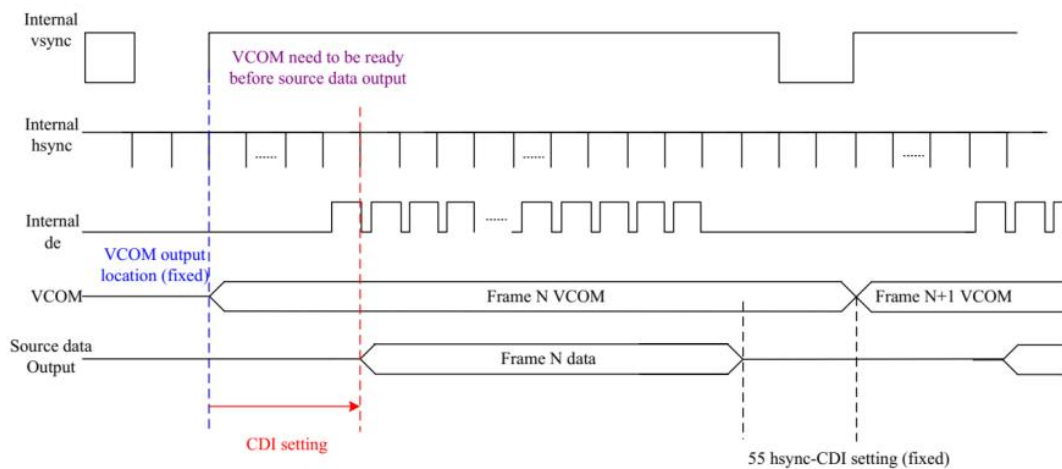 Internal
vsync
VCOM need to be ready
before source data output
Internal
hsync
......
......
......
Internal
de
......
VCOM output
location (fixed)
VCOM
Frame N VCOM
Frame N+1 VCOM
Source data
Output
Frame N data
CDI setting
55 hsync-CDI setting (fixed)